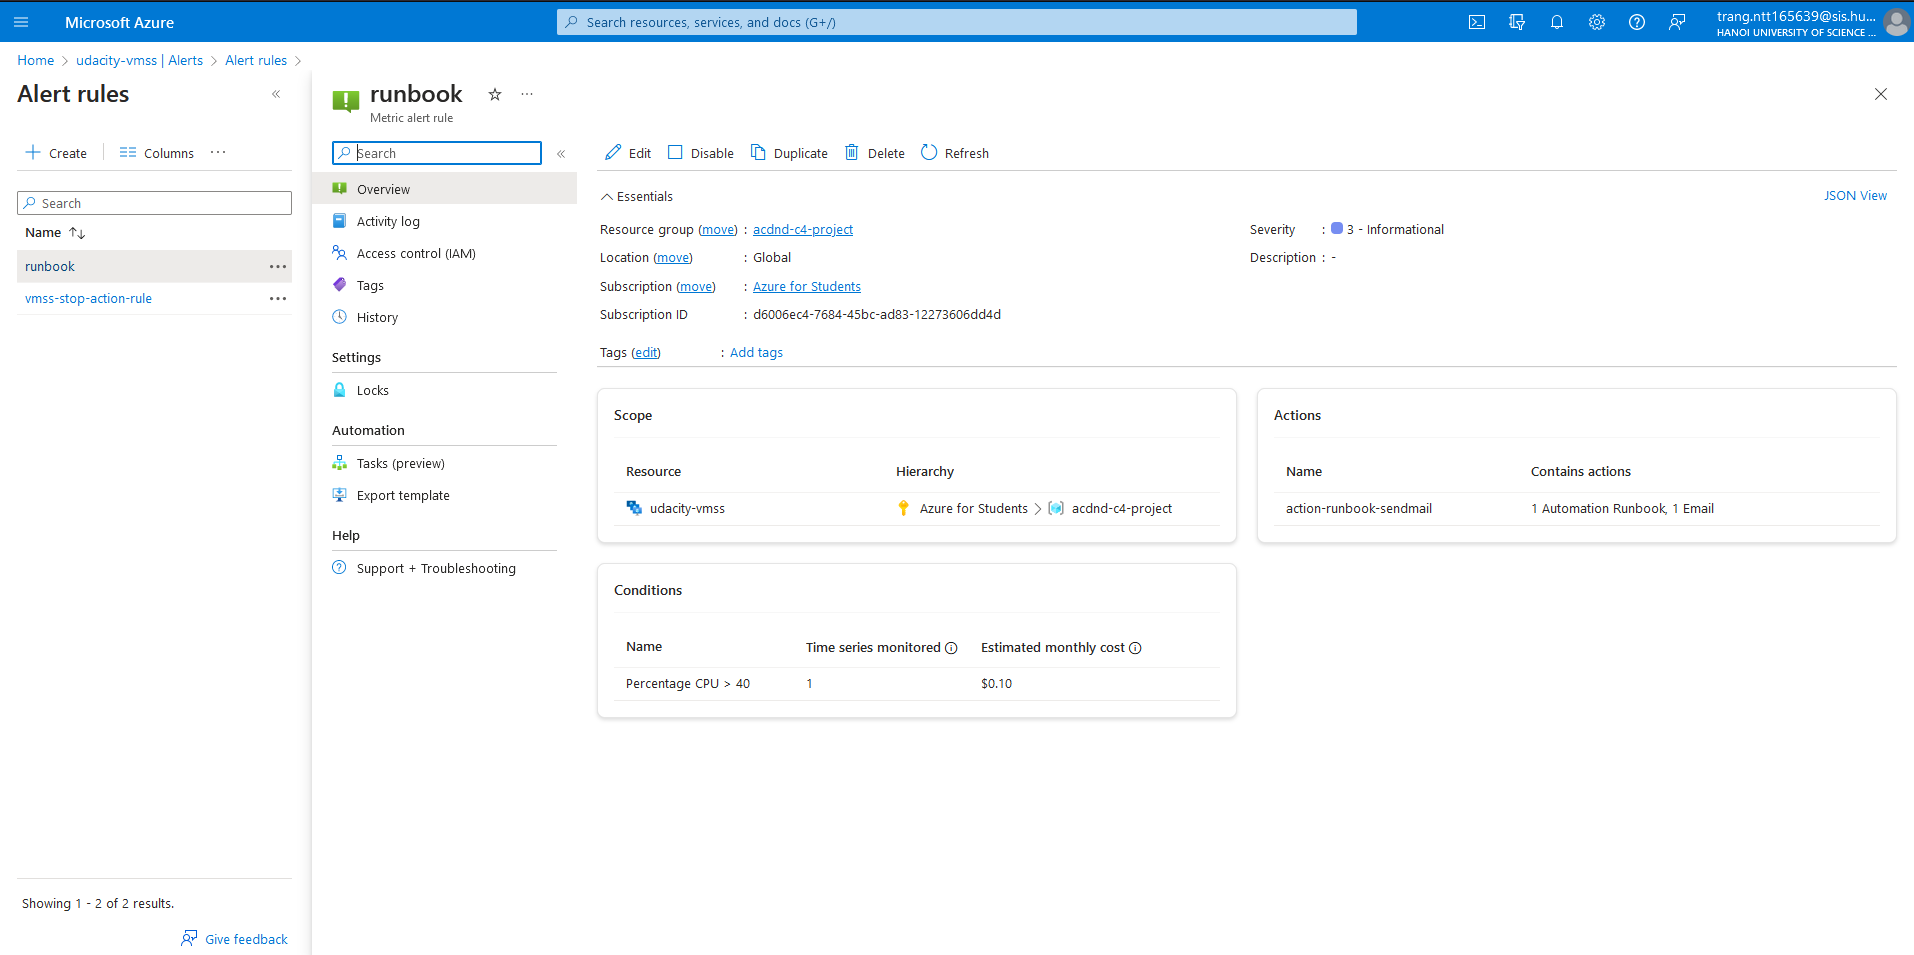 Microsoft Azure
Search resources, services, and docs (G+/)
trang.ntt165639@sis.hu...
HANOI UNIVERSITY OF SCIENCE ...
Home > udacity-vmss | Alerts > Alert rules >
Alert rules
Create
Columns
Search
Name
runbook
vmss-stop-action-rule
Showing 1 - 2 of 2 results.
Give feedback
runbook
Metric alert rule
Search
Overview
Activity log
Access control (IAM)
Tags
History
Settings
Locks
Automation
Tasks (preview)
Export template
Help
Support + Troubleshooting
Edit
Disable
Duplicate
Delete
Refresh
Essentials
JSON View
Resource group (move) : acdnd-c4-project
Location (move) : Global
Subscription (move) : Azure for Students
Subscription ID : d6006ec4-7684-45bc-ad83-12273606dd4d
Tags (edit) : Add tags
Severity : 3 - Informational
Description : -
Scope
Resource Hierarchy
udacity-vmss Azure for Students > acdnd-c4-project
Actions
Name Contains actions
action-runbook-sendmail 1 Automation Runbook, 1 Email
Conditions
Name Time series monitored Estimated monthly cost
Percentage CPU > 40 1 $0.10